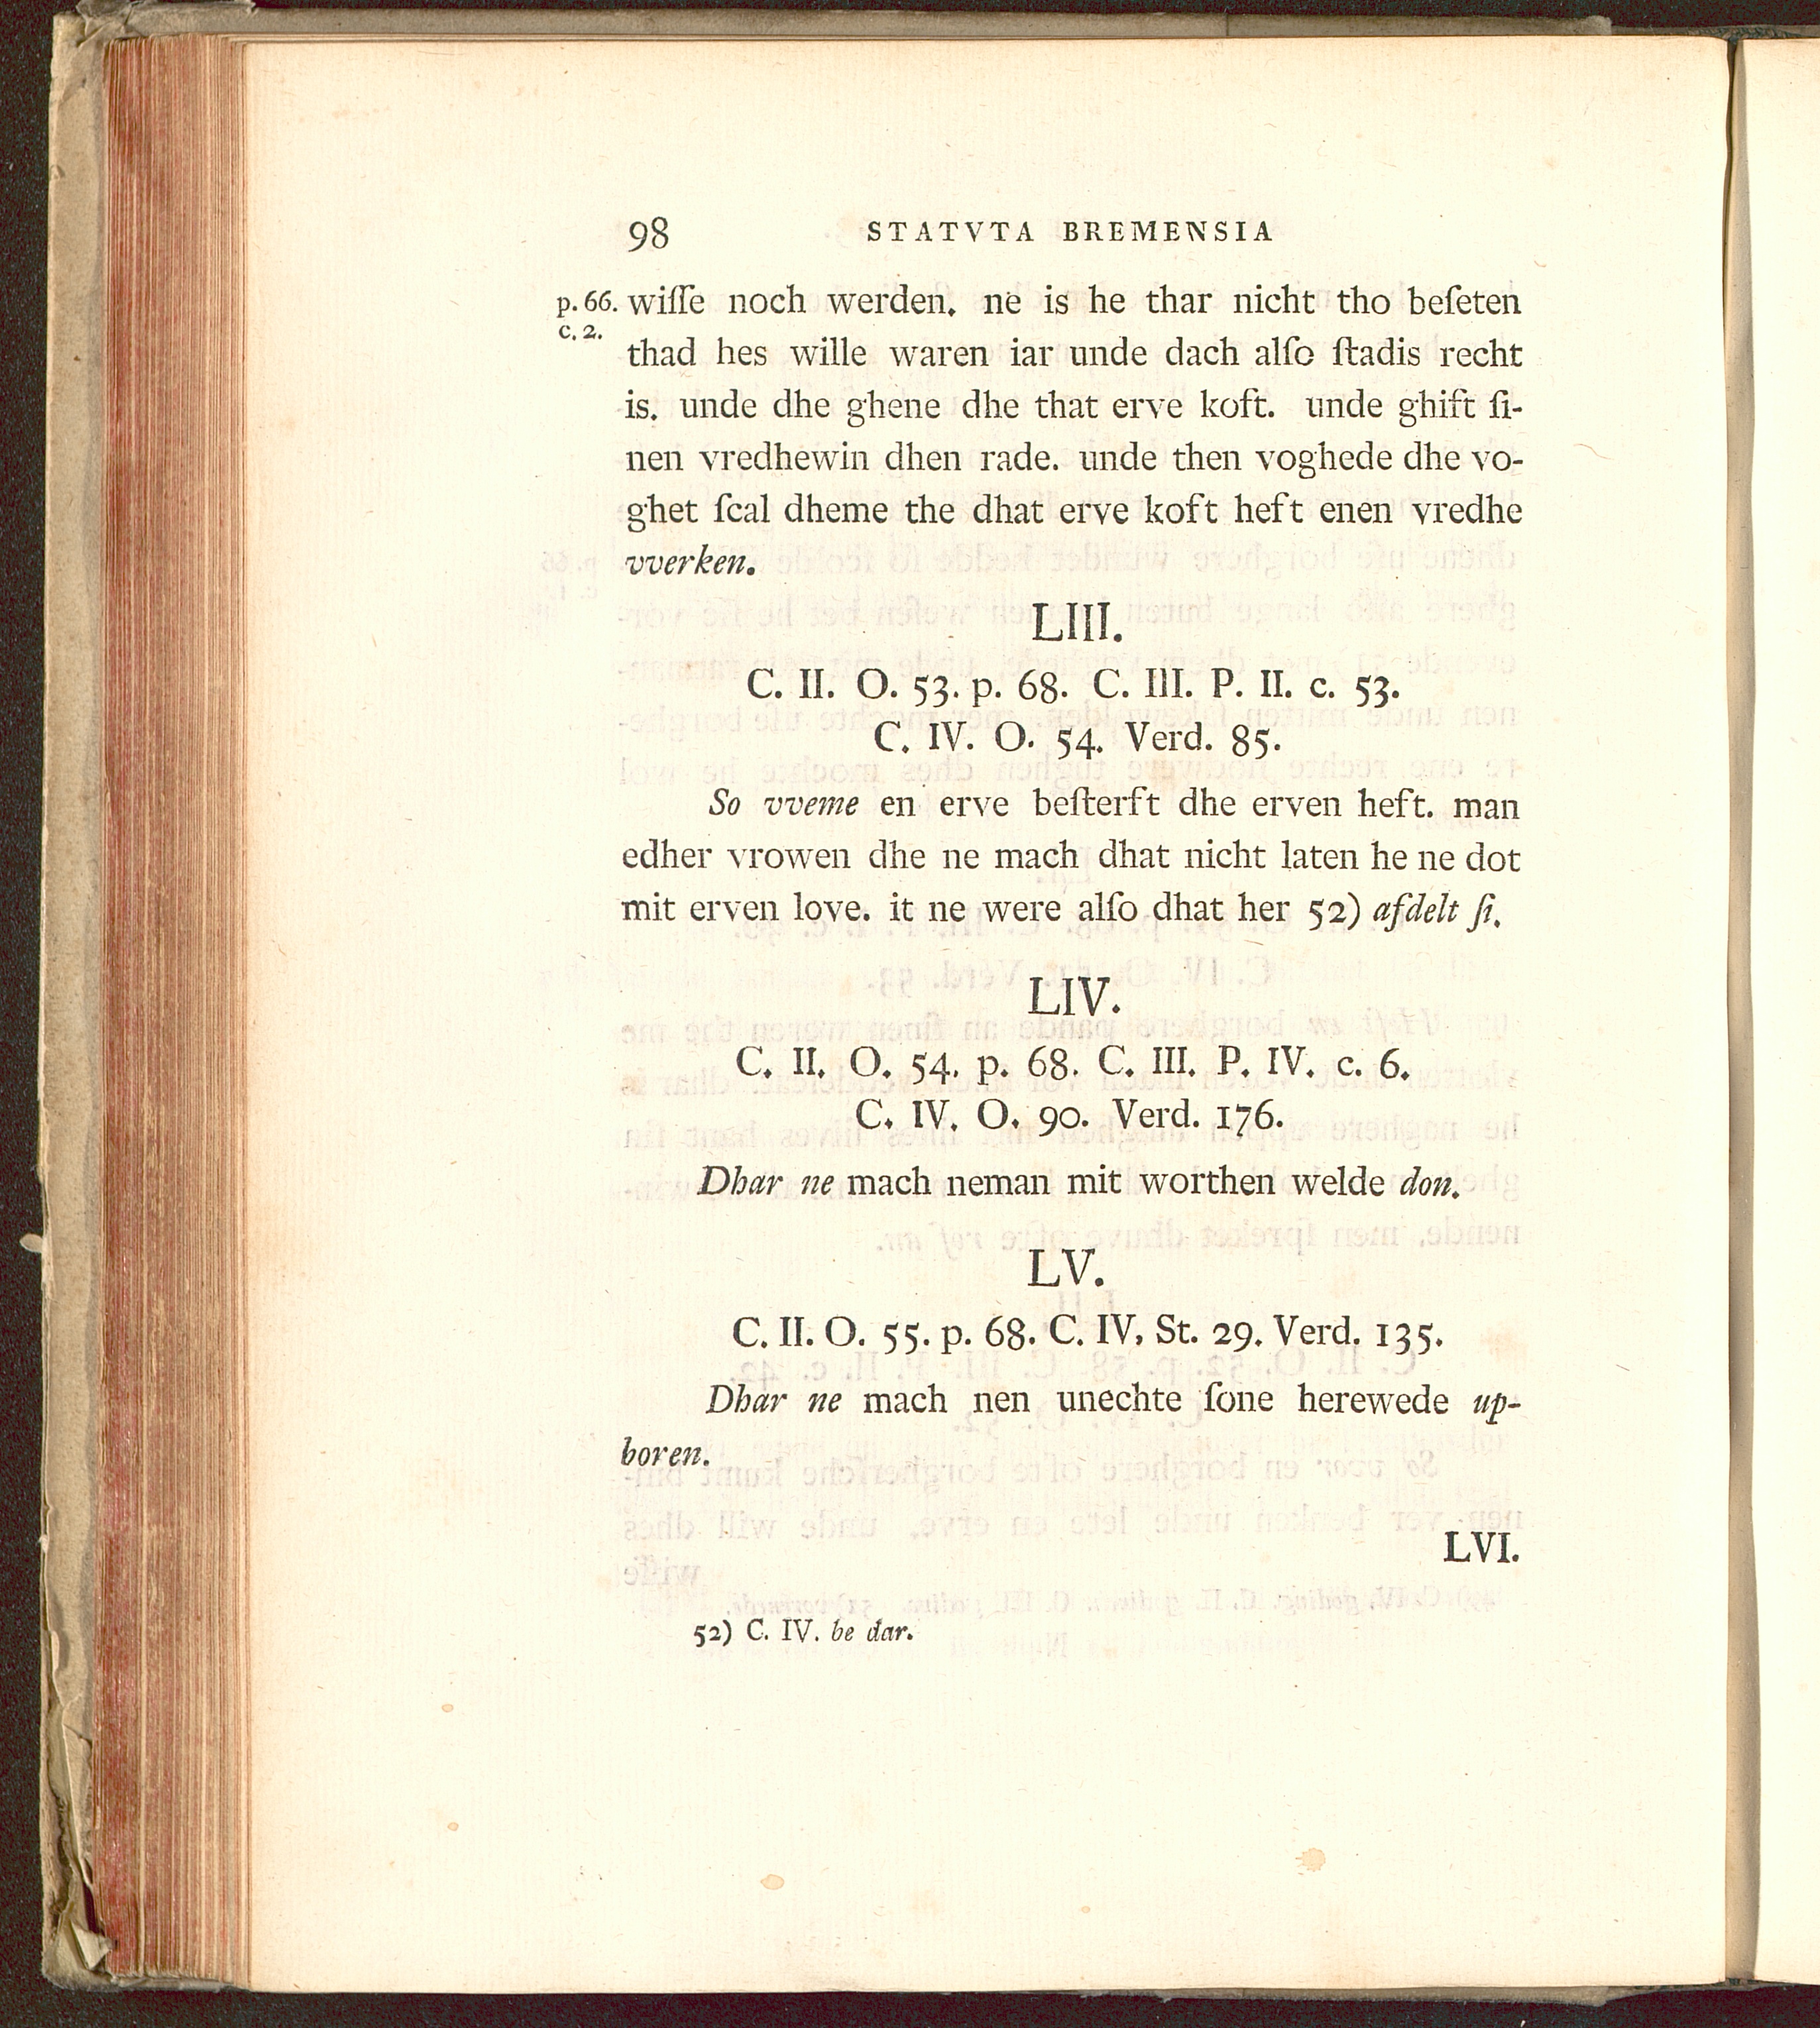 98 STATVTA BREMENSIA
p. 66. wiſſe noch werden. ne is he thar nicht tho beſeten
c. 2.
thad hes wille waren iar unde dach alſo ſtadis recht
is. unde dhe ghene dhe that erve koft. unde ghift ſi-
nen vredhewin dhen rade. unde then voghede dhe vo-
ghet ſcal dheme the dhat erve koft heft enen vredhe
vverken.
LIII.
C. II. O. 53. p. 68. C. III. P. II. c. 53.
C. IV. O. 54. Verd. 85.
So vveme en erve beſterft dhe erven heft. man
edher vrowen dhe ne mach dhat nicht laten he ne dot
mit erven love. it ne were alſo dhat her 52) afdelt ſi.
LIV.
C. II. O. 54. p. 68. C. III. P. IV. c. 6.
C. IV. O. 90. Verd. 176.
Dhar ne mach neman mit worthen welde don.
LV.
C. II. O. 55. p. 68. C. IV. St. 29. Verd. 135.
Dhar ne mach nen unechte ſone herewede up-
boren.
LVI.
52) C. IV. he dar.